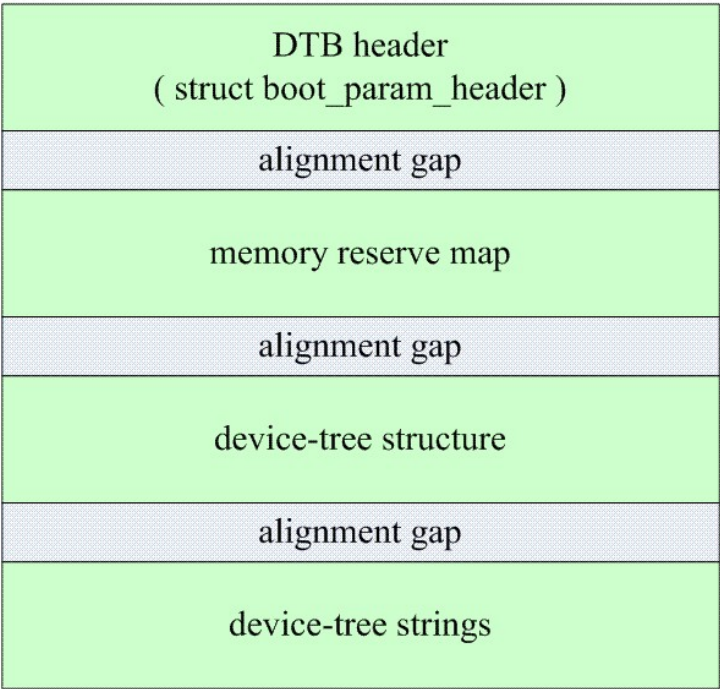 DTB header
( struct boot_param_header )
alignment gap
memory reserve map
alignment gap
device-tree structure
alignment gap
device-tree strings